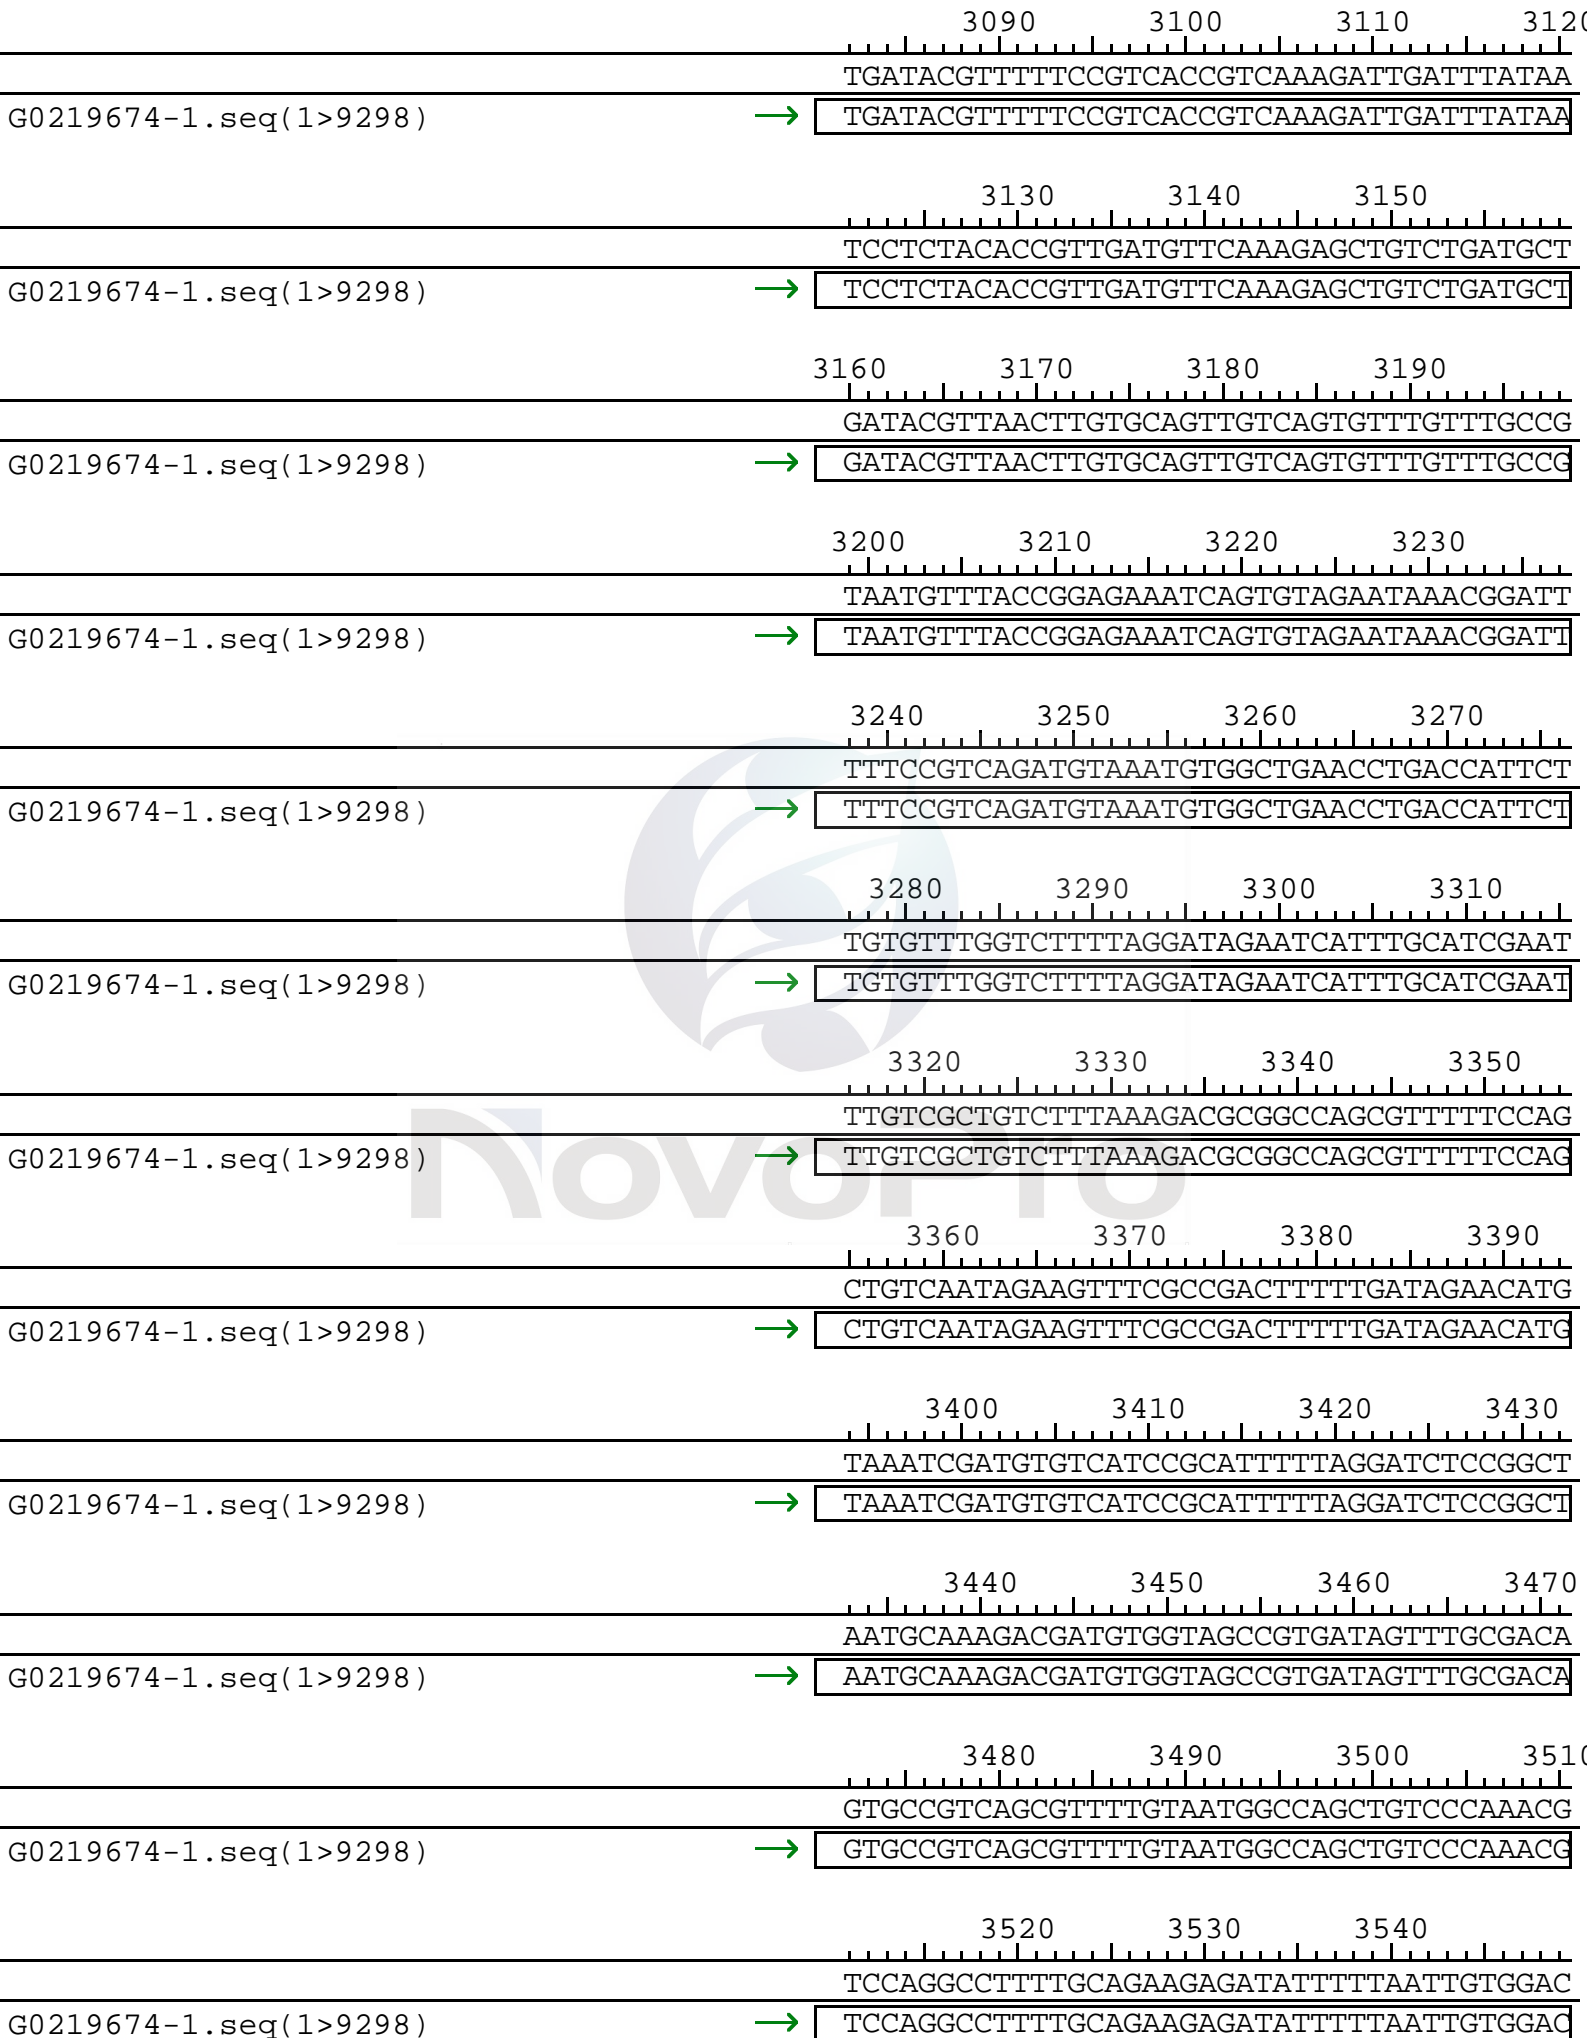 3090 3100 3110 3120
TGATACGTTTTTCCGTCACCGTCAAAGATTGATTTATAA
G0219674-1.seq(1>9298) → TGATACGTTTTTCCGTCACCGTCAAAGATTGATTTATAA
3130 3140 3150
TCCTCTACACCGTTGATGTTCAAAGAGCTGTCTGATGCT
G0219674-1.seq(1>9298) → TCCTCTACACCGTTGATGTTCAAAGAGCTGTCTGATGCT
3160 3170 3180 3190
GATACGTTAACTTGTGCAGTTGTCAGTGTTTGTTTGCCG
G0219674-1.seq(1>9298) → GATACGTTAACTTGTGCAGTTGTCAGTGTTTGTTTGCCG
3200 3210 3220 3230
TAATGTTTACCGGAGAAATCAGTGTAGAATAAACGGATT
G0219674-1.seq(1>9298) → TAATGTTTACCGGAGAAATCAGTGTAGAATAAACGGATT
3240 3250 3260 3270
TTTCCGTCAGATGTAAATGTGGCTGAACCTGACCATTCT
G0219674-1.seq(1>9298) → TTTCCGTCAGATGTAAATGTGGCTGAACCTGACCATTCT
3280 3290 3300 3310
TGTGTTTGGTCTTTTAGGATAGAATCATTTGCATCGAAT
G0219674-1.seq(1>9298) → TGTGTTTGGTCTTTTAGGATAGAATCATTTGCATCGAAT
3320 3330 3340 3350
TTGTCGCTGTCTTTAAAGACGCGGCCAGCGTTTTTCCAG
G0219674-1.seq(1>9298) → TTGTCGCTGTCTTTAAAGACGCGGCCAGCGTTTTTCCAG
NovoPro
3360 3370 3380 3390
CTGTCAATAGAAGTTTCGCCGACTTTTTGATAGAACATG
G0219674-1.seq(1>9298) → CTGTCAATAGAAGTTTCGCCGACTTTTTGATAGAACATG
3400 3410 3420 3430
TAAATCGATGTGTCATCCGCATTTTTAGGATCTCCGGCT
G0219674-1.seq(1>9298) → TAAATCGATGTGTCATCCGCATTTTTAGGATCTCCGGCT
3440 3450 3460 3470
AATGCAAAGACGATGTGGTAGCCGTGATAGTTTGCGACA
G0219674-1.seq(1>9298) → AATGCAAAGACGATGTGGTAGCCGTGATAGTTTGCGACA
3480 3490 3500 3510
GTGCCGTCAGCGTTTTGTAATGGCCAGCTGTCCCAAACG
G0219674-1.seq(1>9298) → GTGCCGTCAGCGTTTTGTAATGGCCAGCTGTCCCAAACG
3520 3530 3540
TCCAGGCCTTTTGCAGAAGAGATATTTTTAATTGTGGAC
G0219674-1.seq(1>9298) → TCCAGGCCTTTTGCAGAAGAGATATTTTTAATTGTGGAC